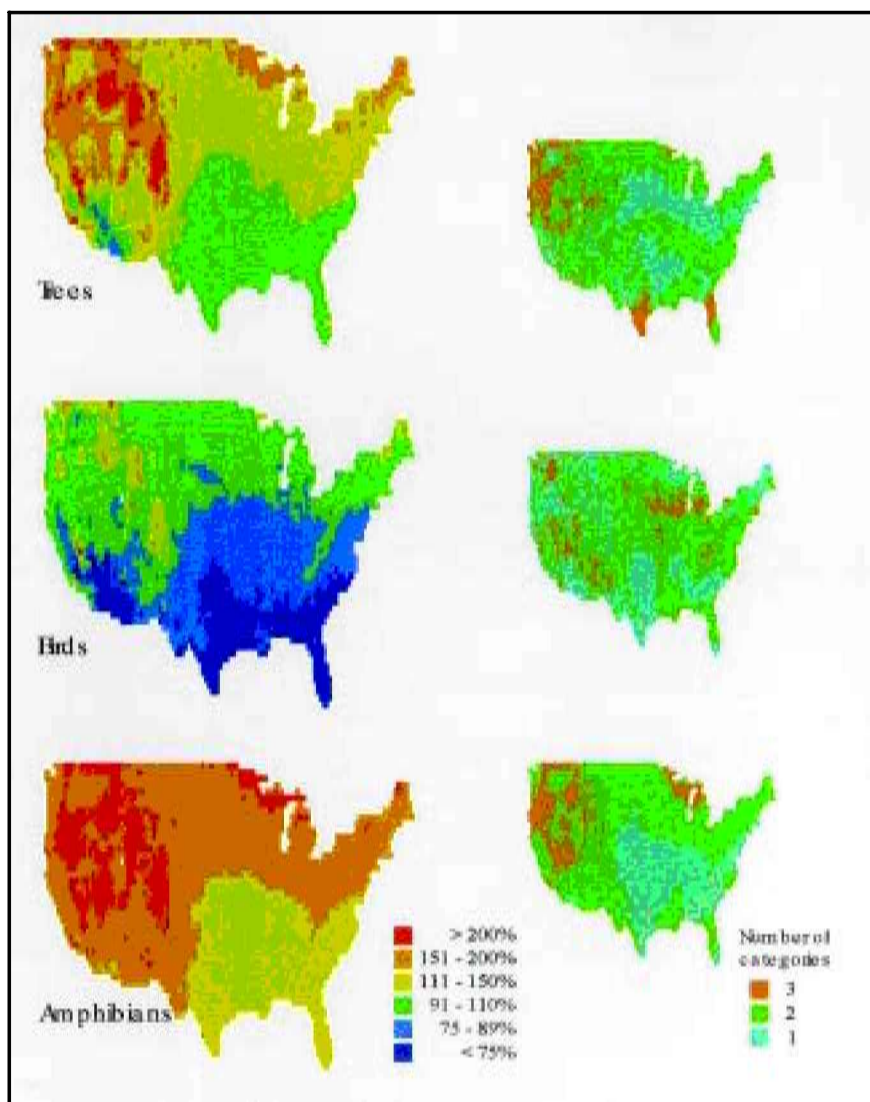 Trees
Birds
Amphibians
> 200%
151 - 200%
111 - 150%
91 - 110%
75 - 89%
< 75%
Number of
categories
3
2
1